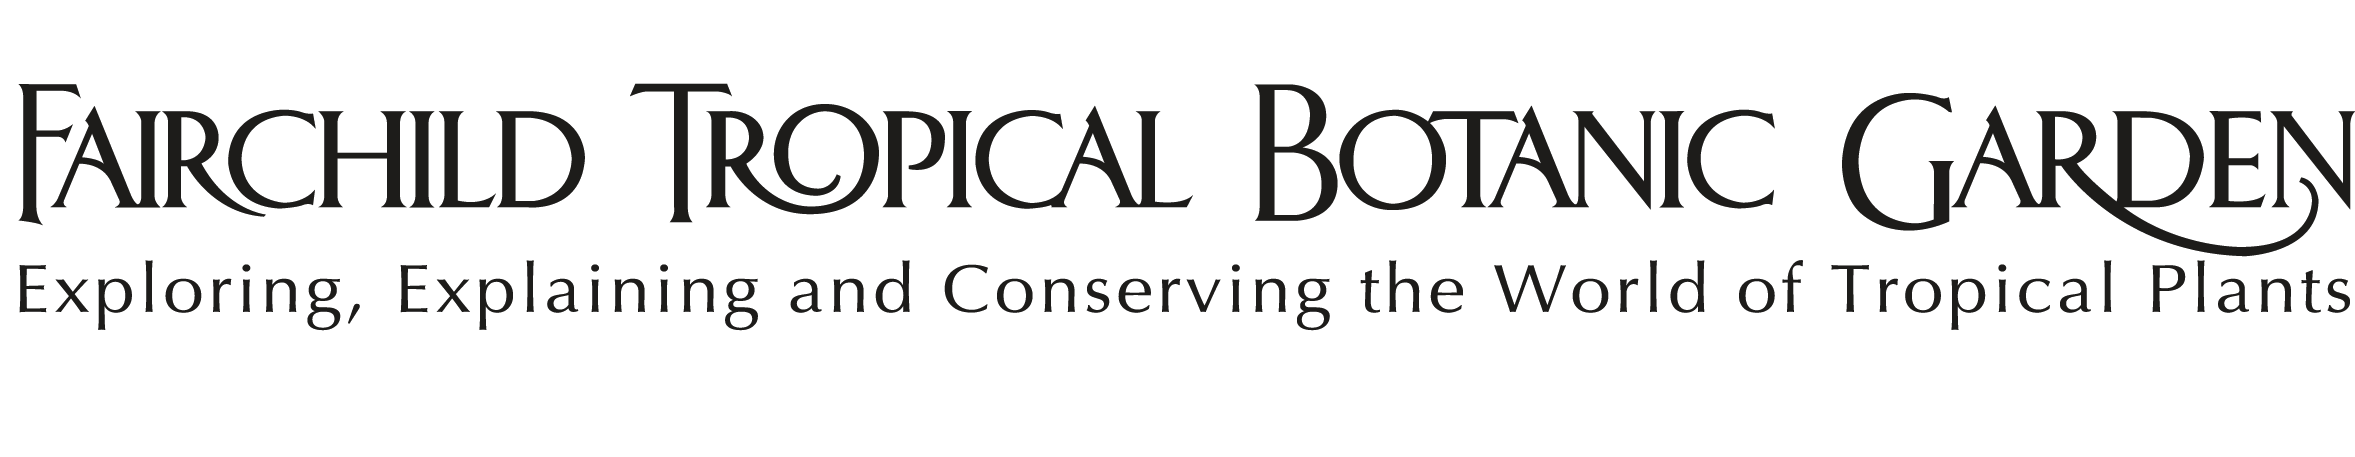 FAIRCHILD TROPICAL BOTANIC GARDEN
Exploring, Explaining and Conserving the World of Tropical Plants